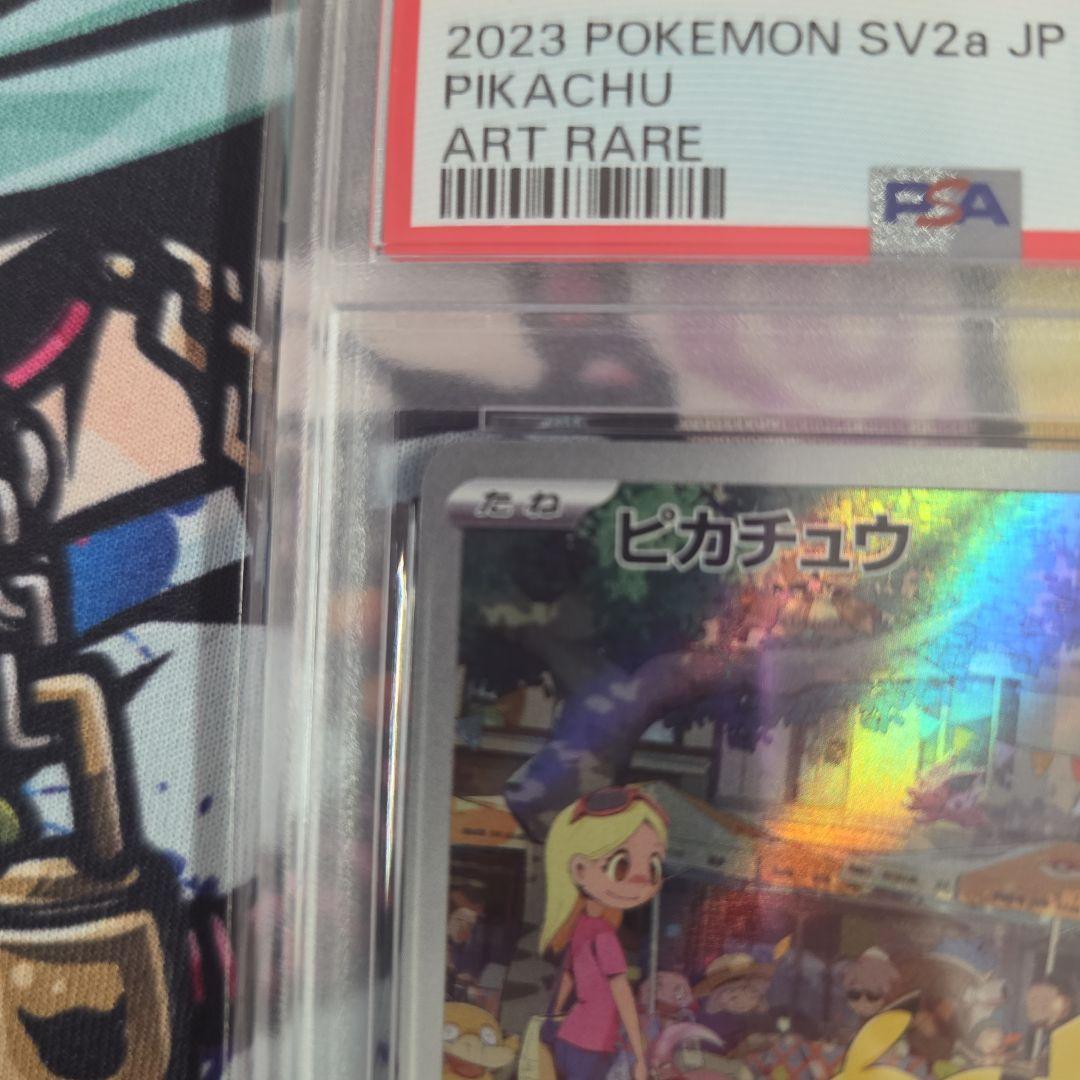 2023 POKEMON SV2a JP
PIKACHU
ART RARE
PSA
たね
ピカチュウ